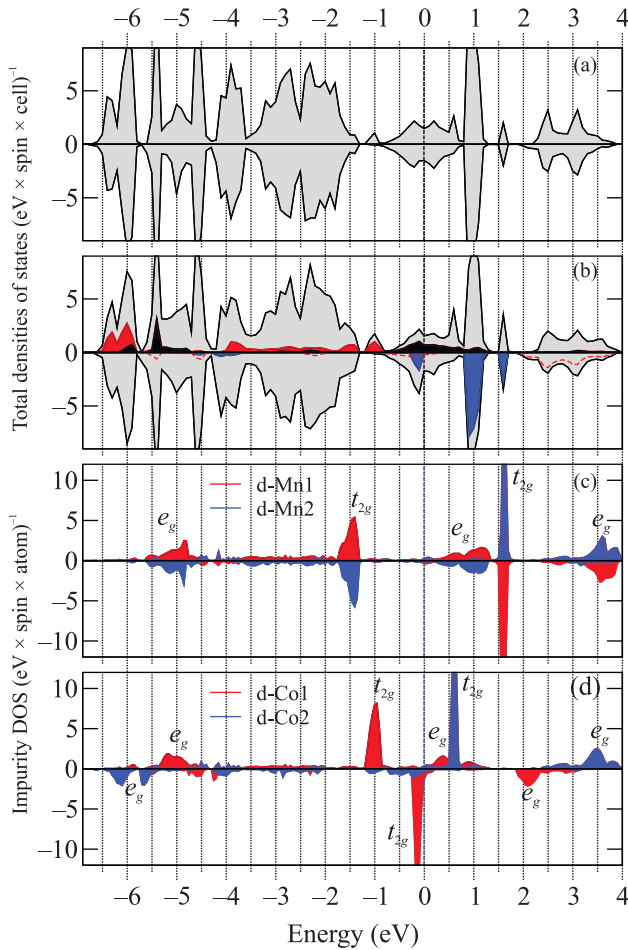 −6 −5 −4 −3 −2 −1 0 1 2 3 4
Total densities of states (eV × spin × cell)⁻¹
5
0
−5
(a)
5
0
−5
(b)
Impurity DOS (eV × spin × atom)⁻¹
10
5
0
−5
−10
d-Mn1
d-Mn2
e_g
t_2g
e_g
t_2g
e_g
(c)
10
5
0
−5
−10
d-Co1
d-Co2
e_g
e_g
t_2g
t_2g
e_g
t_2g
e_g
e_g
(d)
−6 −5 −4 −3 −2 −1 0 1 2 3 4
Energy (eV)